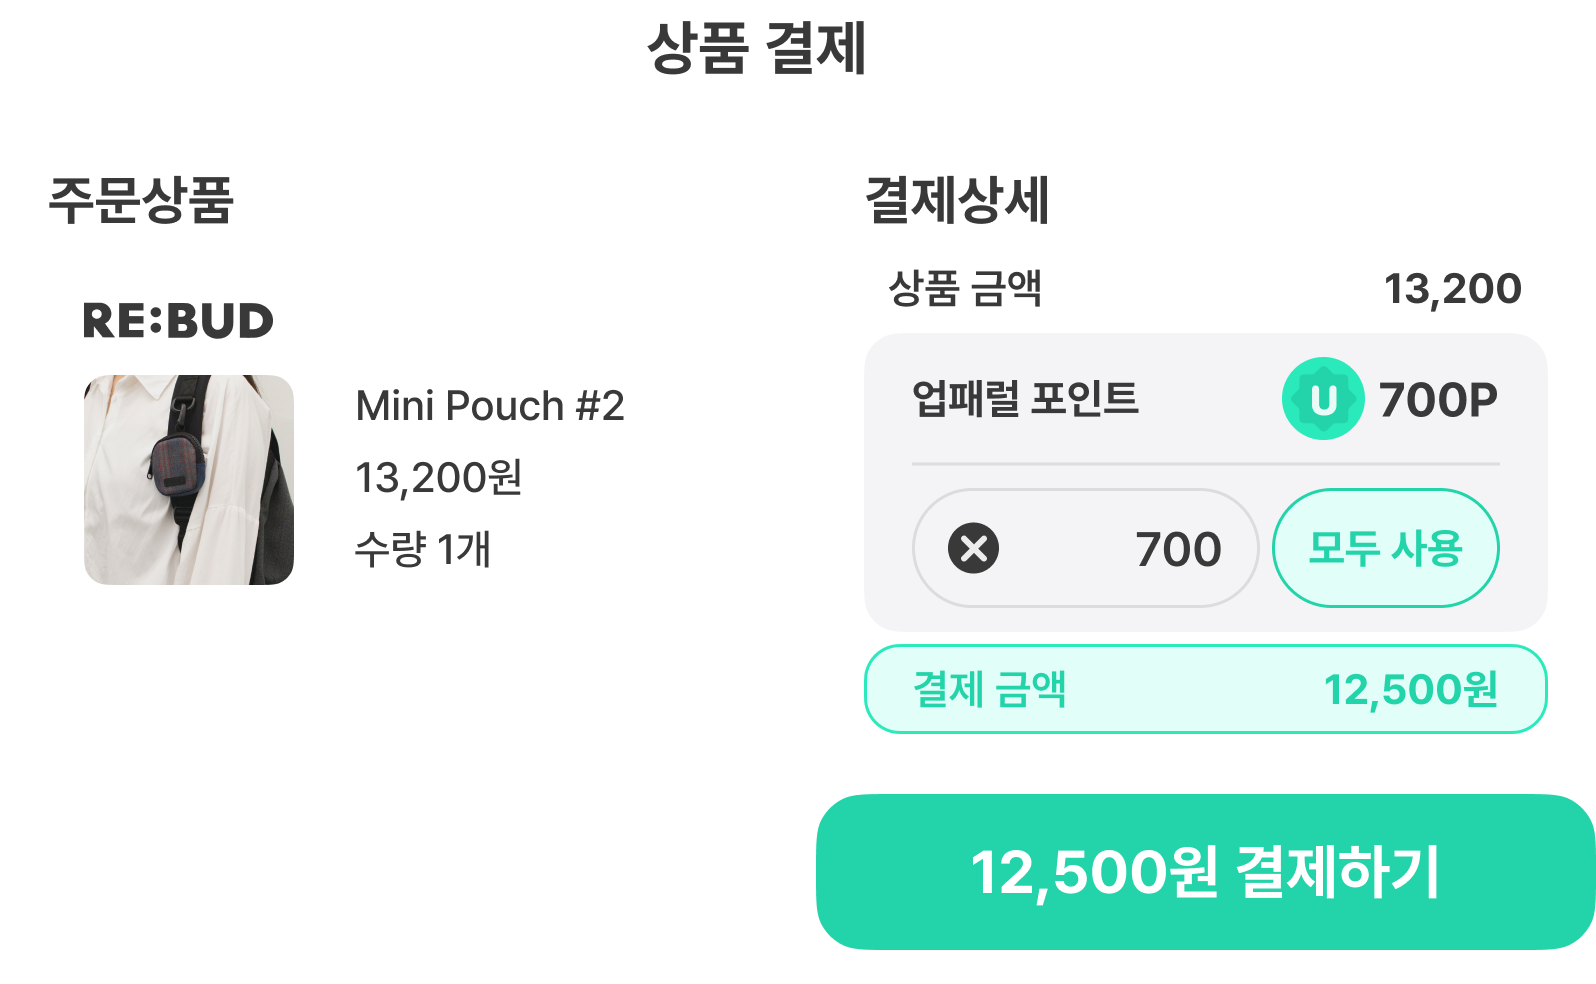 상품 결제
주문상품
RE:BUD
Mini Pouch #2
13,200원
수량 1개
결제상세
상품 금액 13,200
업패럴 포인트 U 700P
700 모두 사용
결제 금액 12,500원
12,500원 결제하기